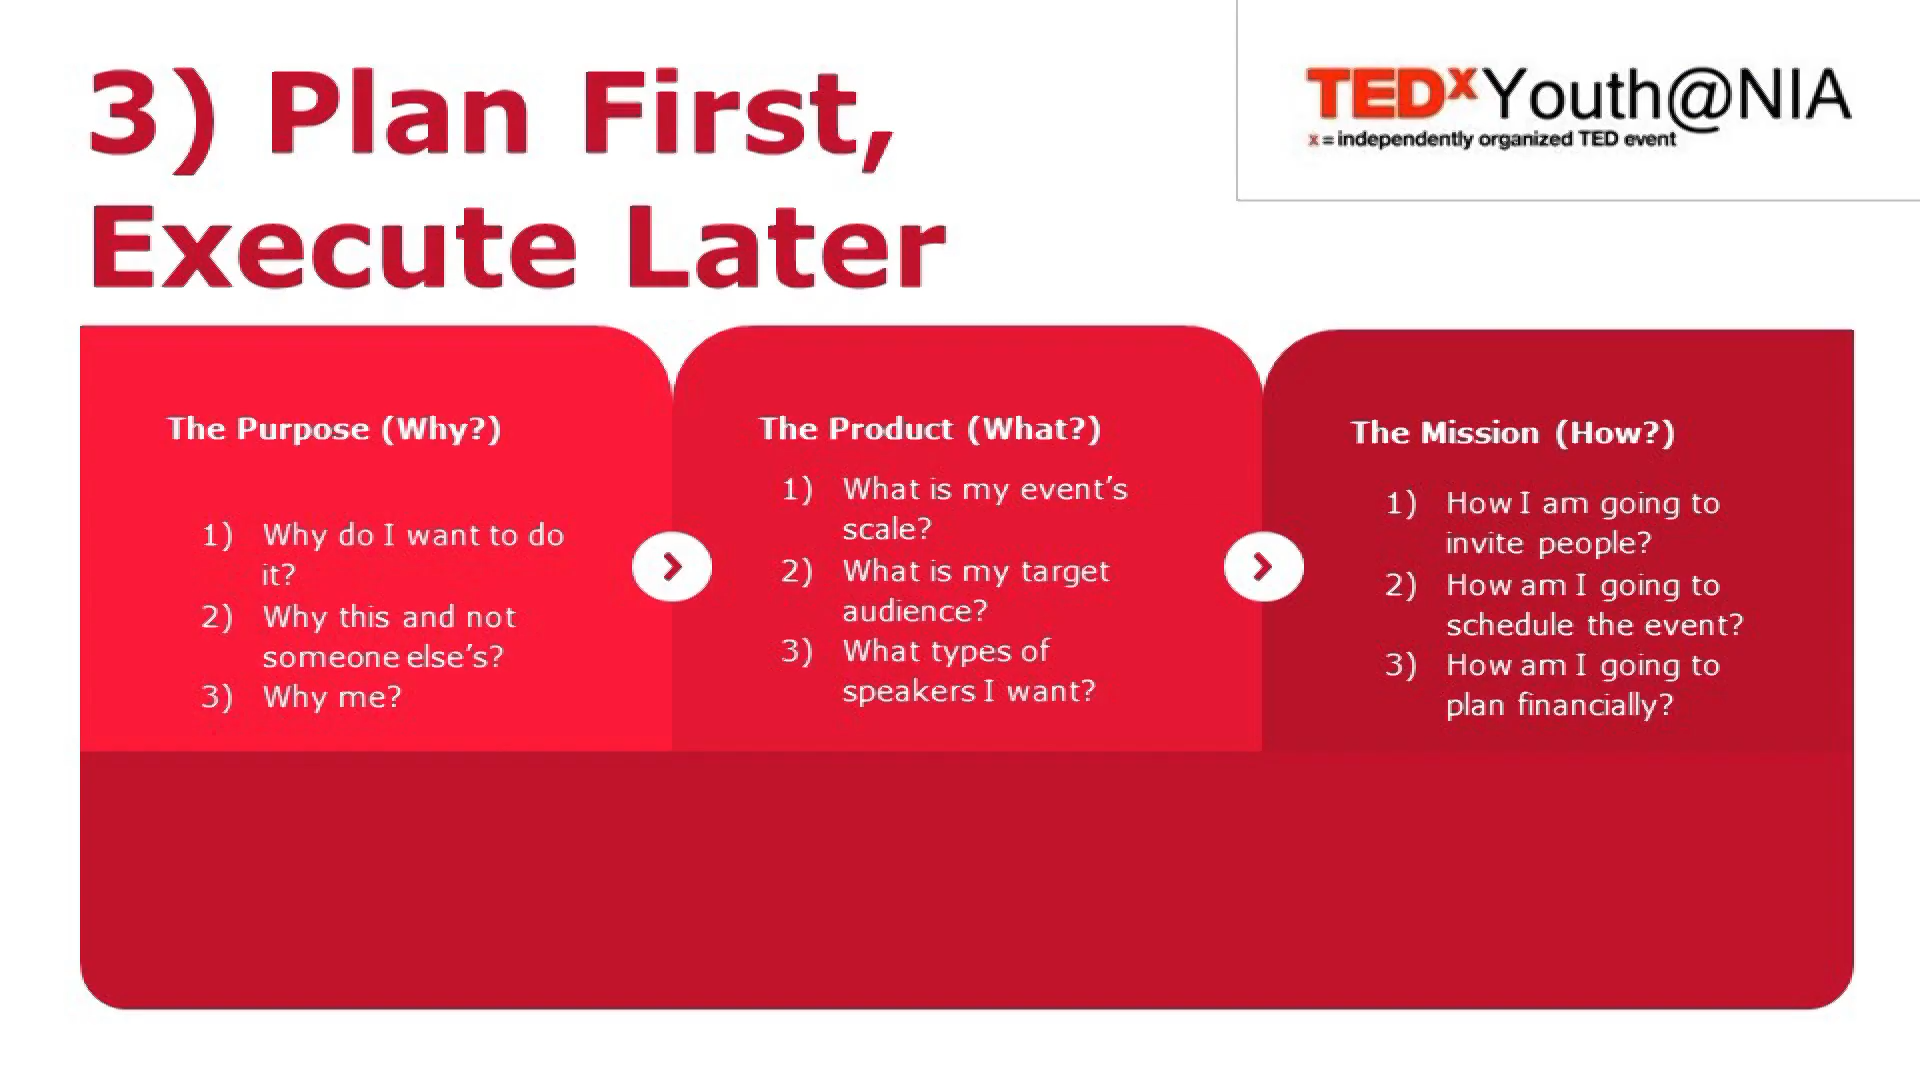 3) Plan First,
Execute Later
TEDxYouth@NIA
x = independently organized TED event
The Purpose (Why?)
1) Why do I want to do
it?
2) Why this and not
someone else’s?
3) Why me?
The Product (What?)
1) What is my event’s
scale?
2) What is my target
audience?
3) What types of
speakers I want?
The Mission (How?)
1) How I am going to
invite people?
2) How am I going to
schedule the event?
3) How am I going to
plan financially?